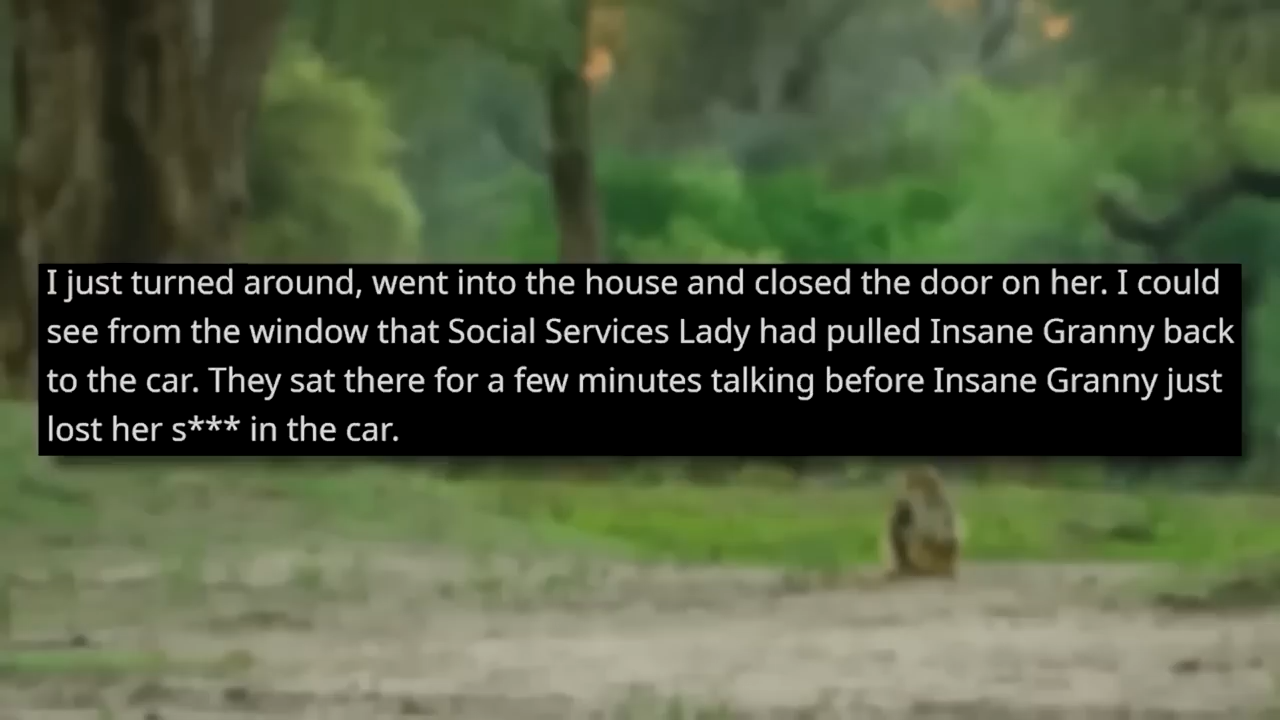 I just turned around, went into the house and closed the door on her. I could
see from the window that Social Services Lady had pulled Insane Granny back
to the car. They sat there for a few minutes talking before Insane Granny just
lost her s*** in the car.